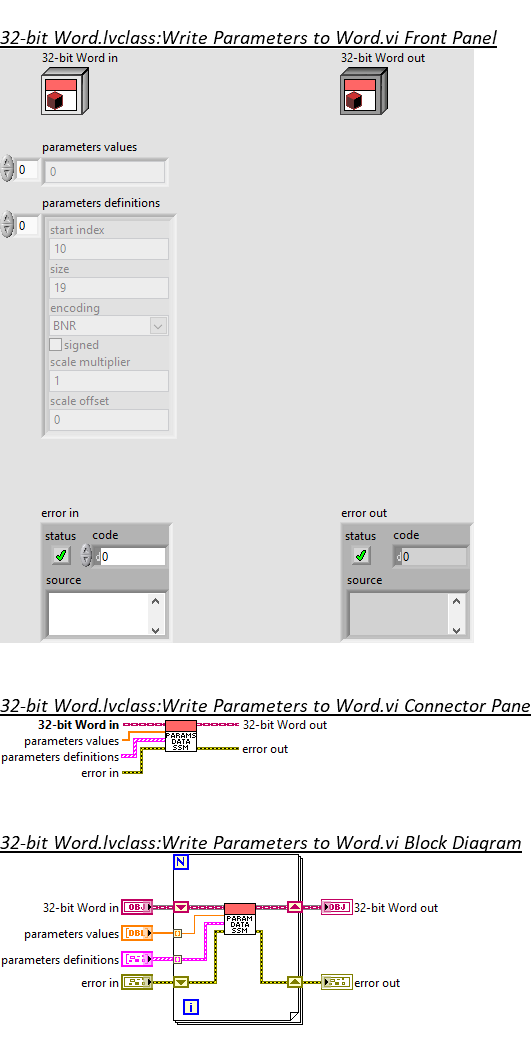 32-bit Word.lvclass:Write Parameters to Word.vi Front Panel
32-bit Word in
32-bit Word out
parameters values
0
0
parameters definitions
0
start index
10
size
19
encoding
BNR
signed
scale multiplier
1
scale offset
0
error in
status code
d0
source
error out
status code
d0
source
32-bit Word.lvclass:Write Parameters to Word.vi Connector Pane
32-bit Word in
32-bit Word out
parameters values
parameters definitions
error in
error out
PARAMS
DATA
SSM
32-bit Word.lvclass:Write Parameters to Word.vi Block Diagram
N
32-bit Word in
OBJ
OBJ
32-bit Word out
parameters values
DBL
PARAM
DATA
SSM
parameters definitions
error in
error out
i